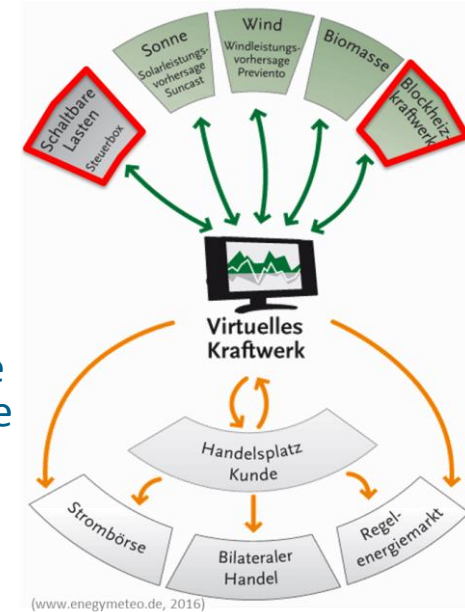 Schaltbare
Lasten
Steuerbox
Sonne
Solarleistungs-
vorhersage
Suncast
Wind
Windleistungs-
vorhersage
Previento
Biomasse
Blockheiz-
kraftwerk
Virtuelles
Kraftwerk
e
e
Handelsplatz
Kunde
Strombörse
Bilateraler
Handel
Regel-
energiemarkt
(www.enegymeteo.de, 2016)